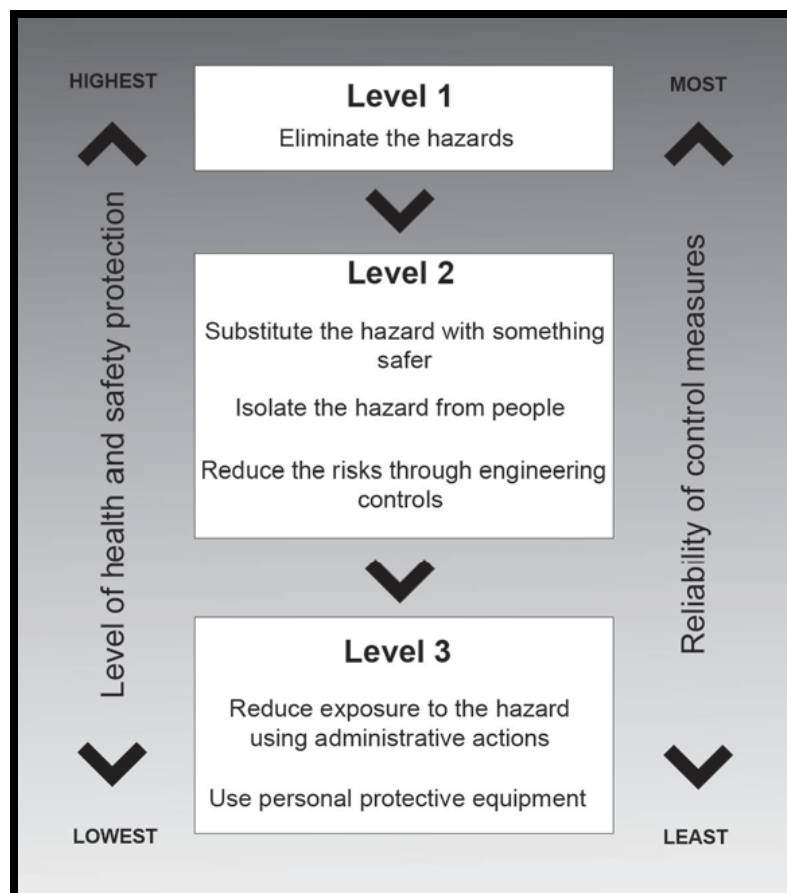 HIGHEST
MOST
Level 1
Eliminate the hazards
Level 2
Substitute the hazard with something
safer
Isolate the hazard from people
Reduce the risks through engineering
controls
Level 3
Reduce exposure to the hazard
using administrative actions
Use personal protective equipment
Level of health and safety protection
Reliability of control measures
LOWEST
LEAST